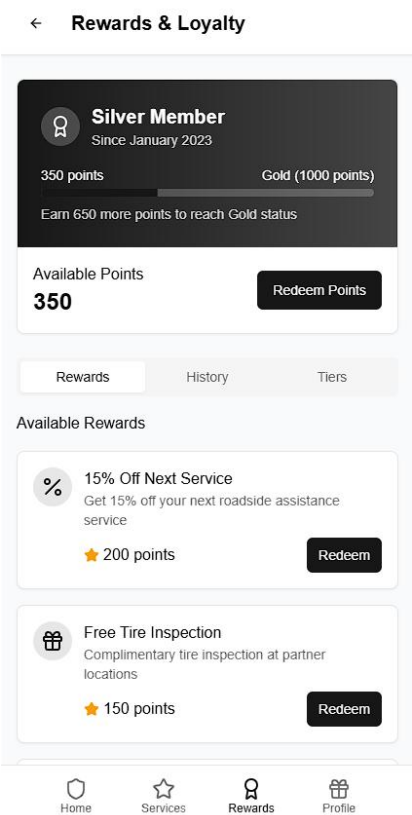 Rewards & Loyalty
Silver Member
Since January 2023
350 points
Gold (1000 points)
Earn 650 more points to reach Gold status
Available Points
350
Redeem Points
Rewards
History
Tiers
Available Rewards
15% Off Next Service
Get 15% off your next roadside assistance
service
200 points
Redeem
Free Tire Inspection
Complimentary tire inspection at partner
locations
150 points
Redeem
Home
Services
Rewards
Profile